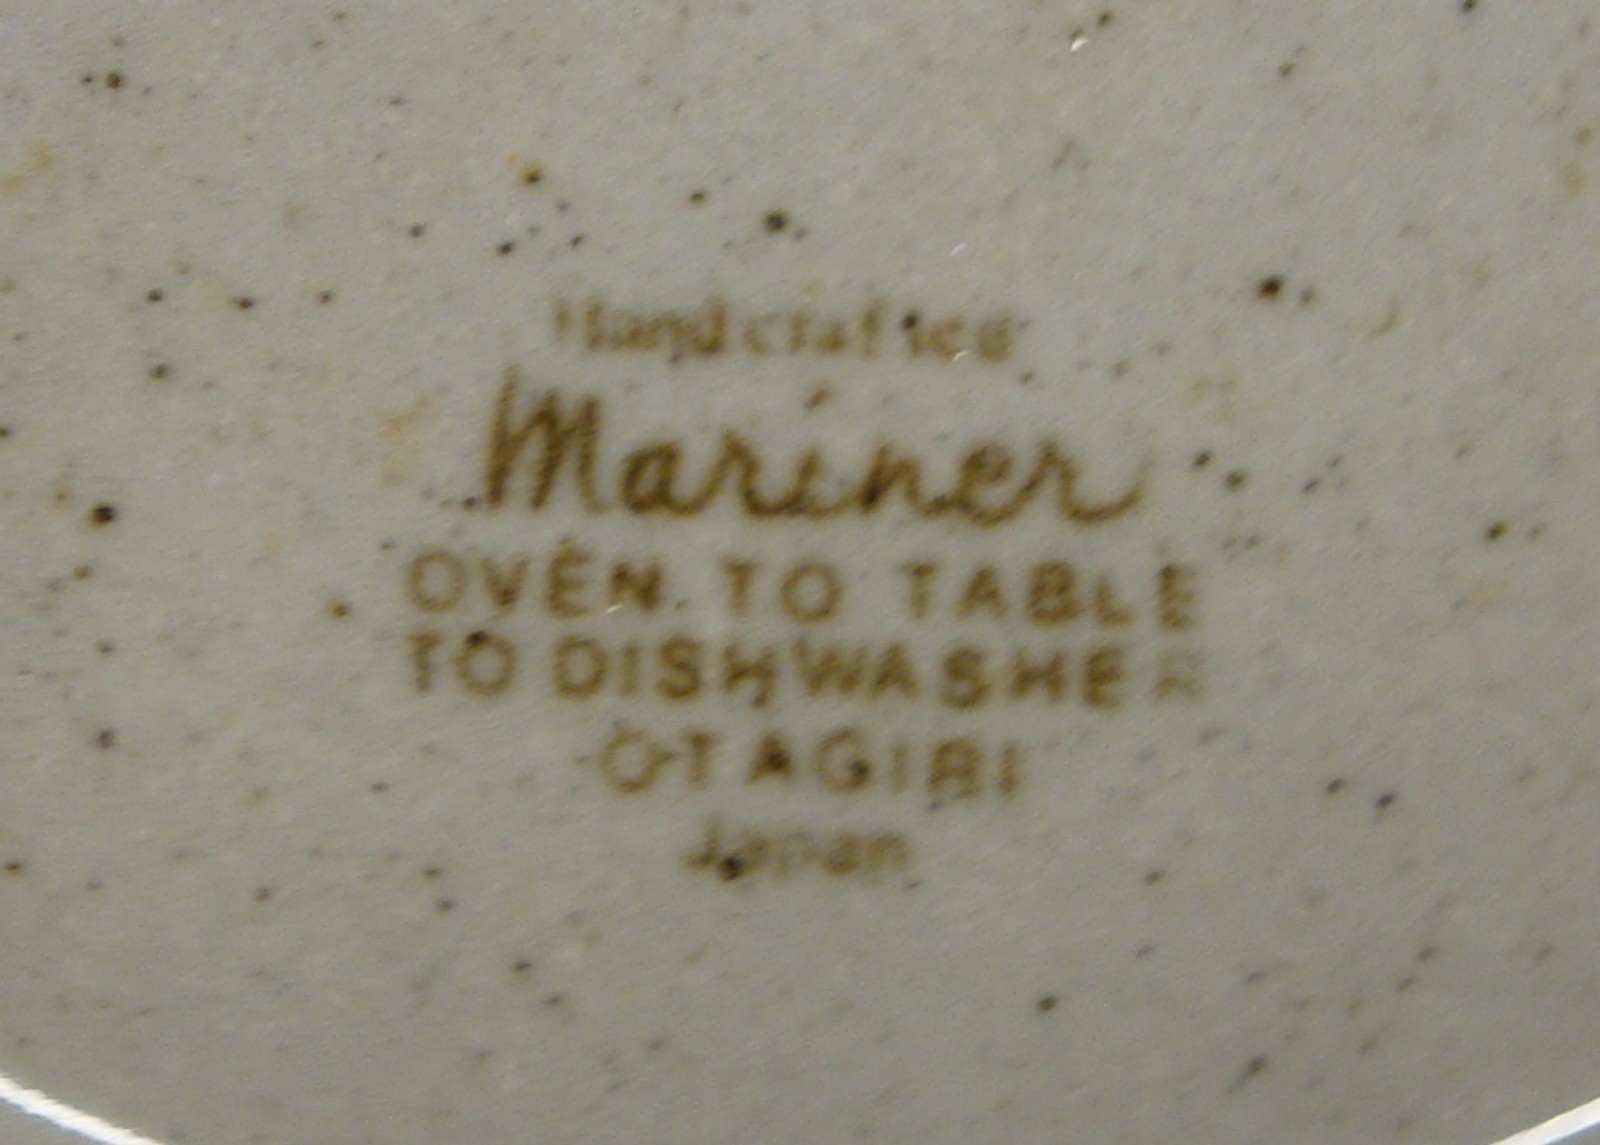 Handcrafted
Mariner
OVEN TO TABLE
TO DISHWASHER
OTAGIRI
Japan